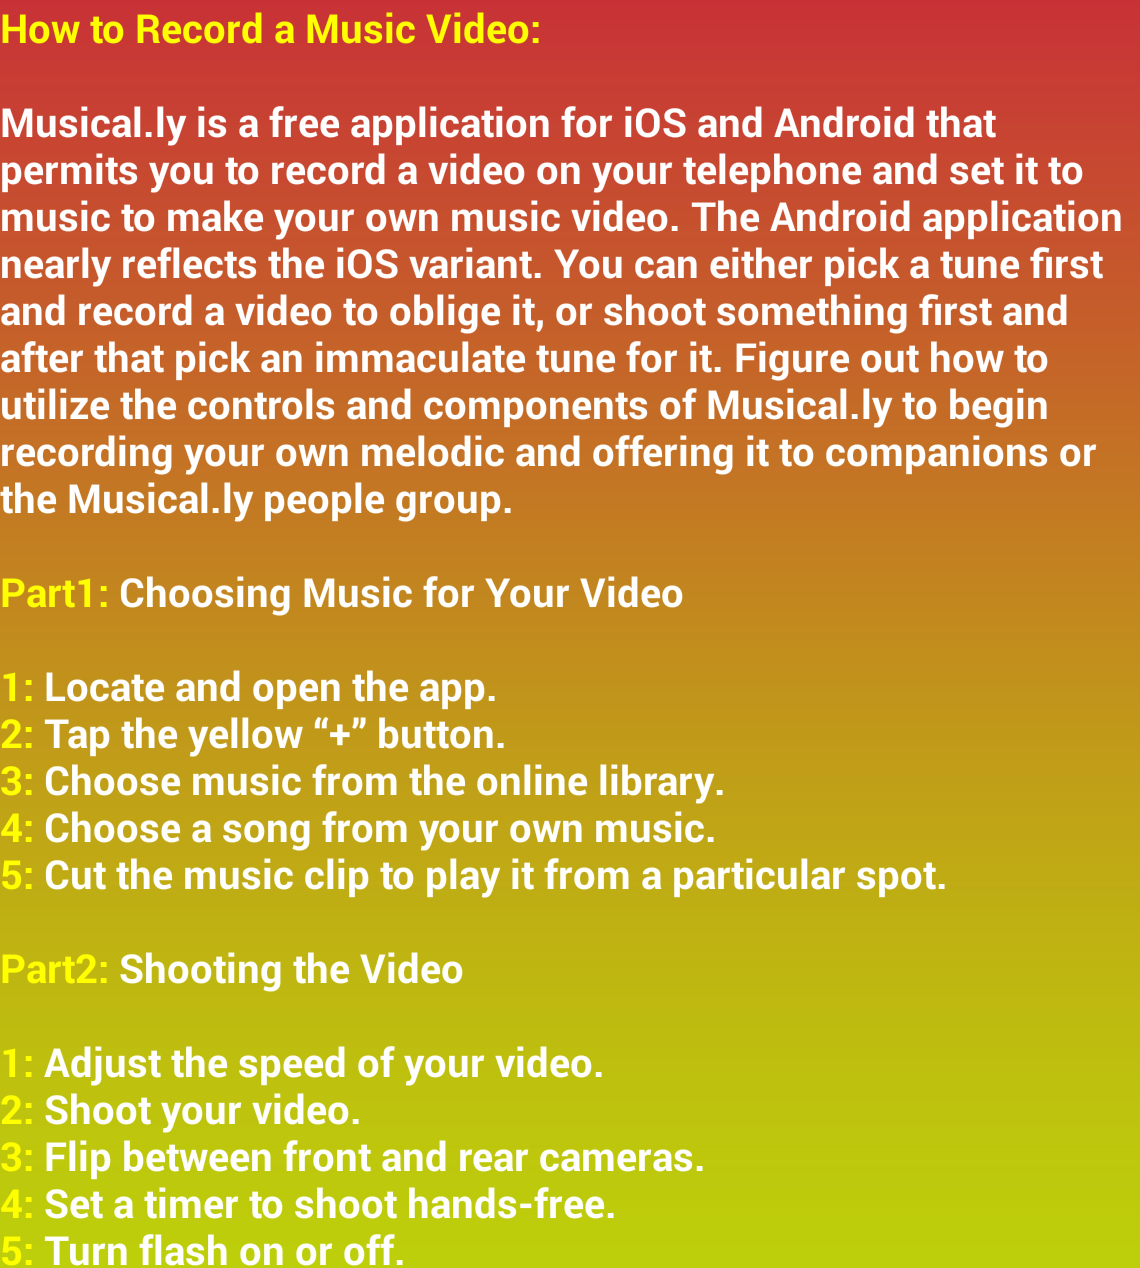 How to Record a Music Video:
Musical.ly is a free application for iOS and Android that
permits you to record a video on your telephone and set it to
music to make your own music video. The Android application
nearly reflects the iOS variant. You can either pick a tune first
and record a video to oblige it, or shoot something first and
after that pick an immaculate tune for it. Figure out how to
utilize the controls and components of Musical.ly to begin
recording your own melodic and offering it to companions or
the Musical.ly people group.
Part1: Choosing Music for Your Video
1: Locate and open the app.
2: Tap the yellow “+” button.
3: Choose music from the online library.
4: Choose a song from your own music.
5: Cut the music clip to play it from a particular spot.
Part2: Shooting the Video
1: Adjust the speed of your video.
2: Shoot your video.
3: Flip between front and rear cameras.
4: Set a timer to shoot hands-free.
5: Turn flash on or off.